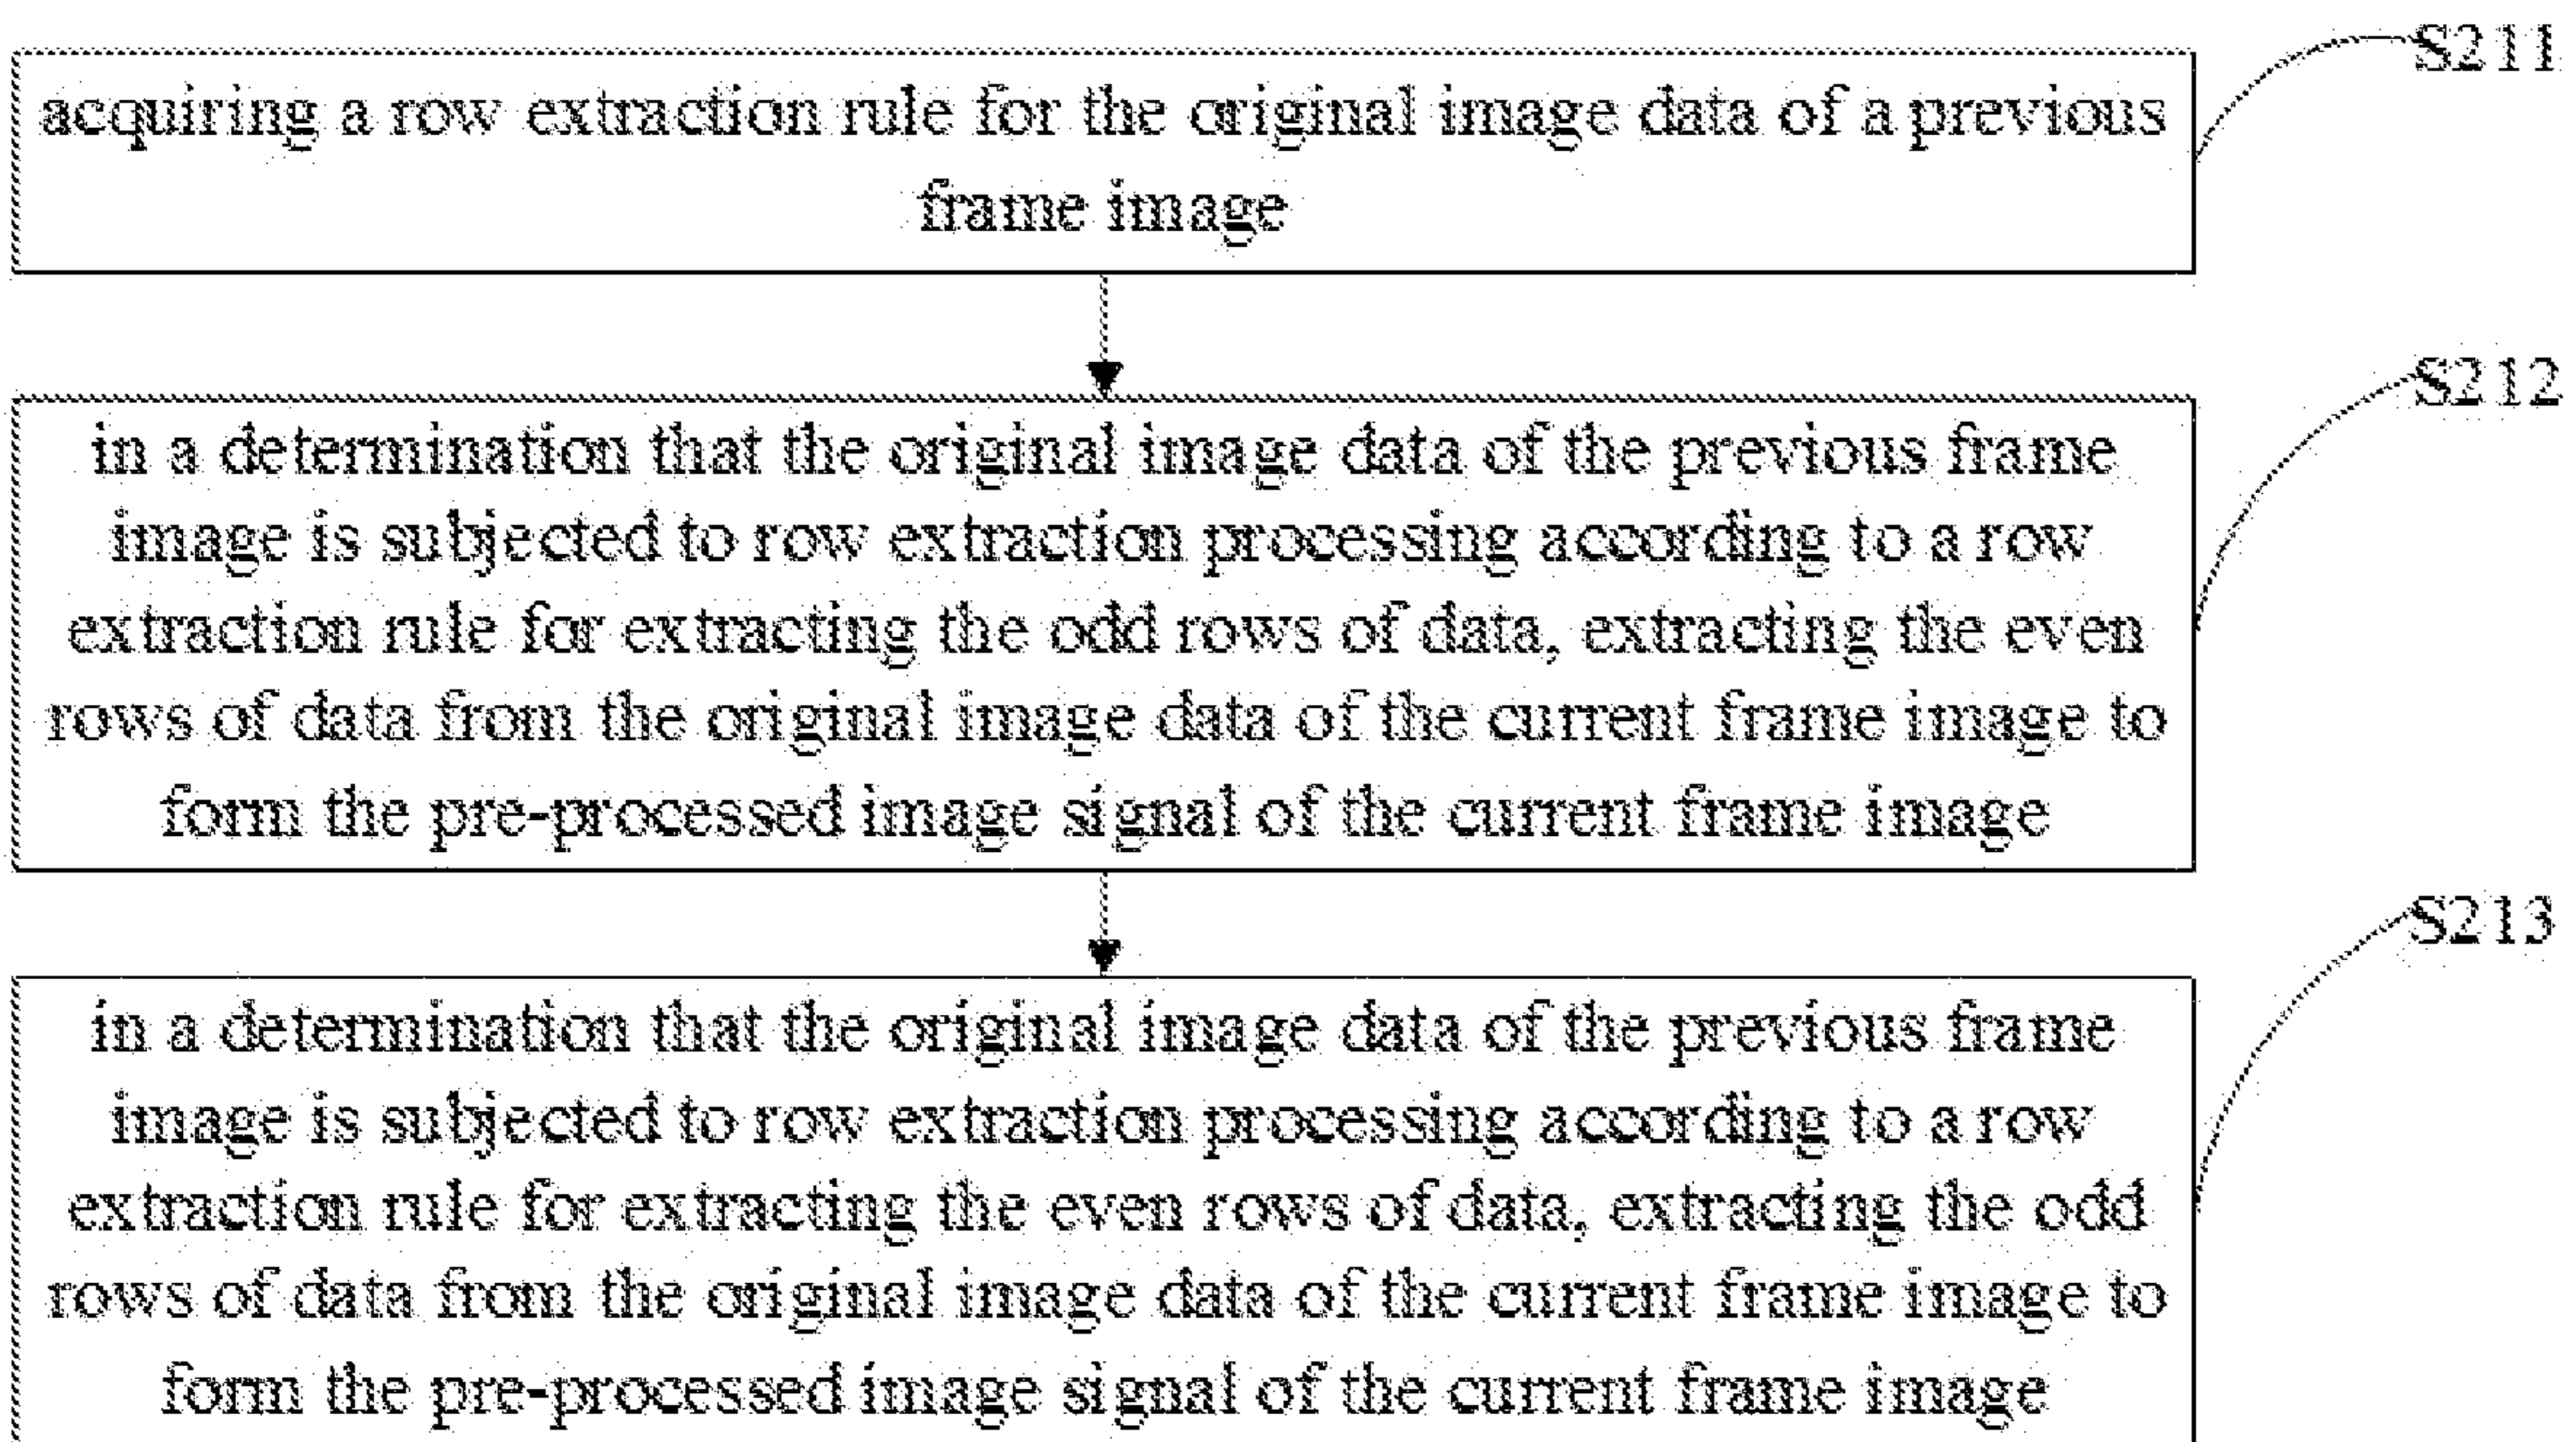 S211
acquiring a row extraction rule for the original image data of a previous
frame image
S212
in a determination that the original image data of the previous frame
image is subjected to row extraction processing according to a row
extraction rule for extracting the odd rows of data, extracting the even
rows of data from the original image data of the current frame image to
form the pre-processed image signal of the current frame image
S213
in a determination that the original image data of the previous frame
image is subjected to row extraction processing according to a row
extraction rule for extracting the even rows of data, extracting the odd
rows of data from the original image data of the current frame image to
form the pre-processed image signal of the current frame image